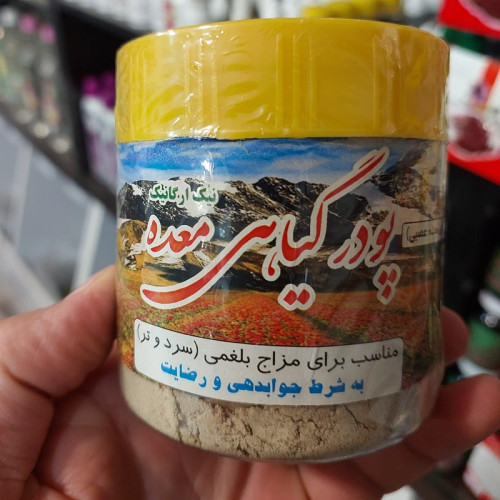 نیک ارگانیک
پودر گیاهی معده
مناسب برای مزاج بلغمی (سرد و تر)
به شرط جوابدهی و رضایت